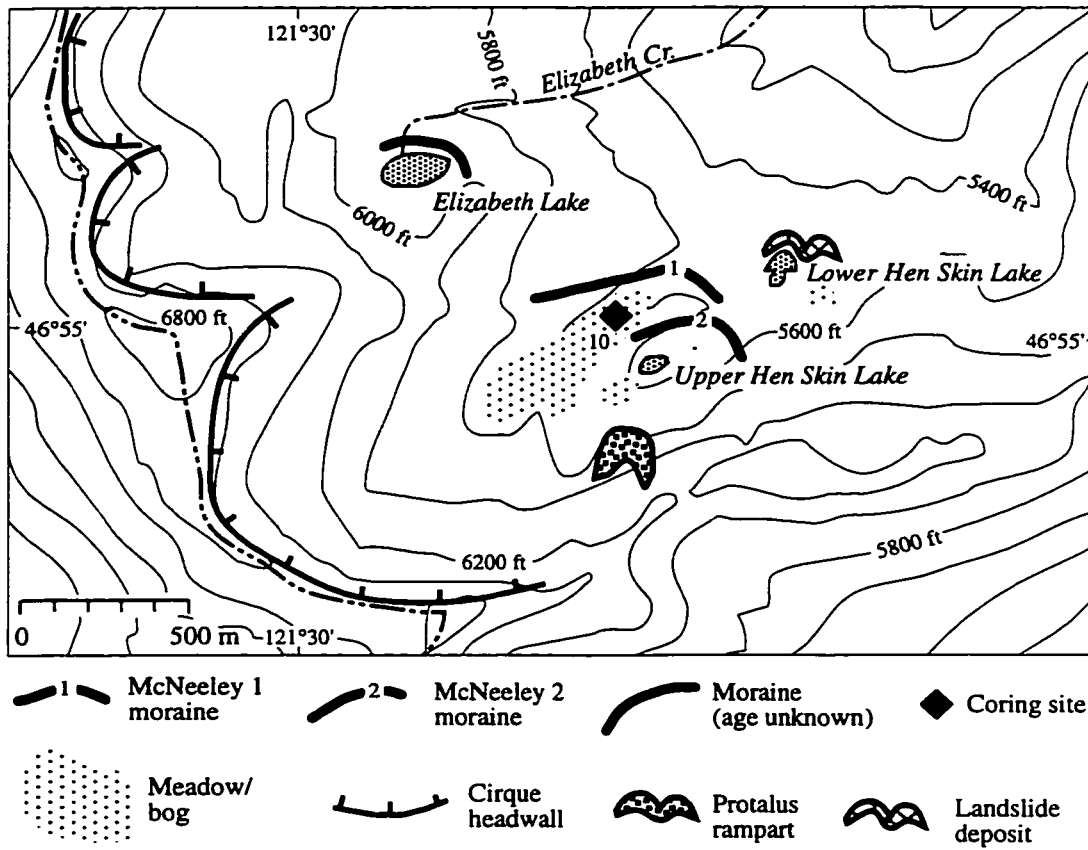 121°30'
5800 ft
Elizabeth Cr.
Elizabeth Lake
6000 ft
5400 ft
1
Lower Hen Skin Lake
6800 ft
46°55'
10
2
5600 ft
46°55'
Upper Hen Skin Lake
6200 ft
5800 ft
0
500 m
121°30'
1
McNeeley 1
moraine
2
McNeeley 2
moraine
Moraine
(age unknown)
Coring site
Meadow/
bog
Cirque
headwall
Protalus
rampart
Landslide
deposit